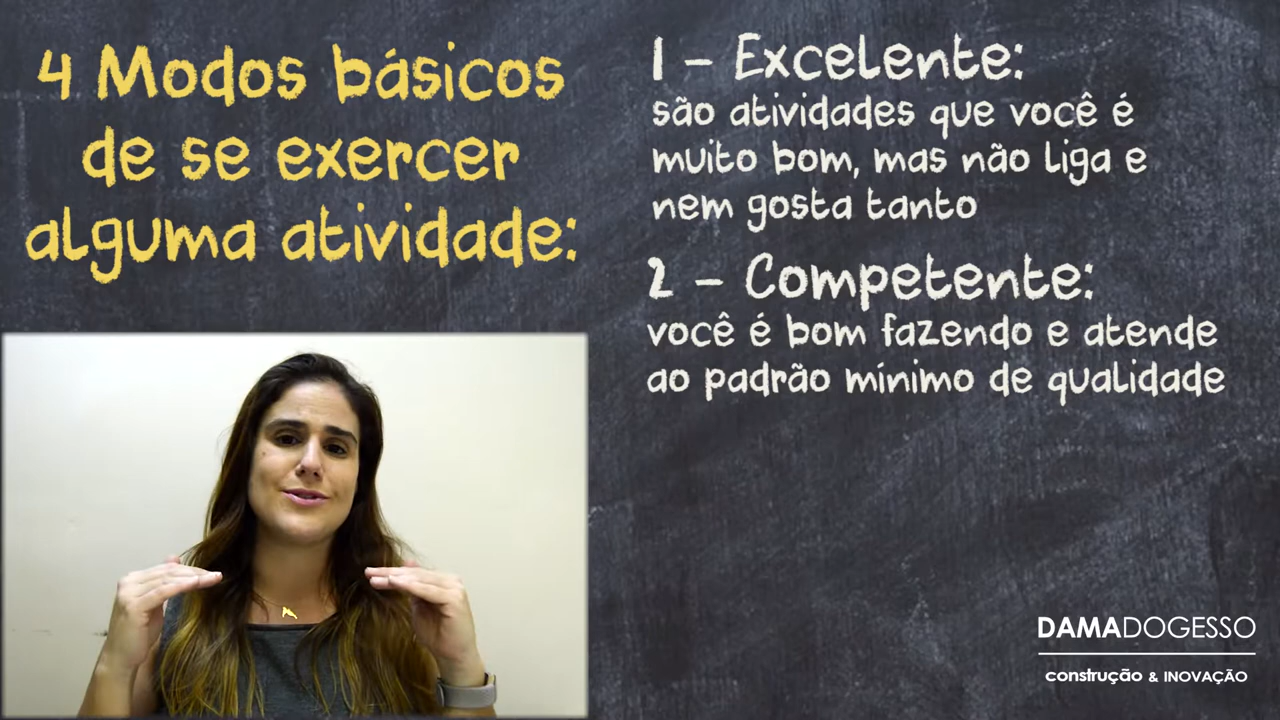 4 Modos básicos
de se exercer
alguma atividade:
1 - Excelente:
são atividades que você é
muito bom, mas não liga e
nem gosta tanto
2 - Competente:
você é bom fazendo e atende
ao padrão mínimo de qualidade
DAMADOGESSO
construção & INOVAÇÃO